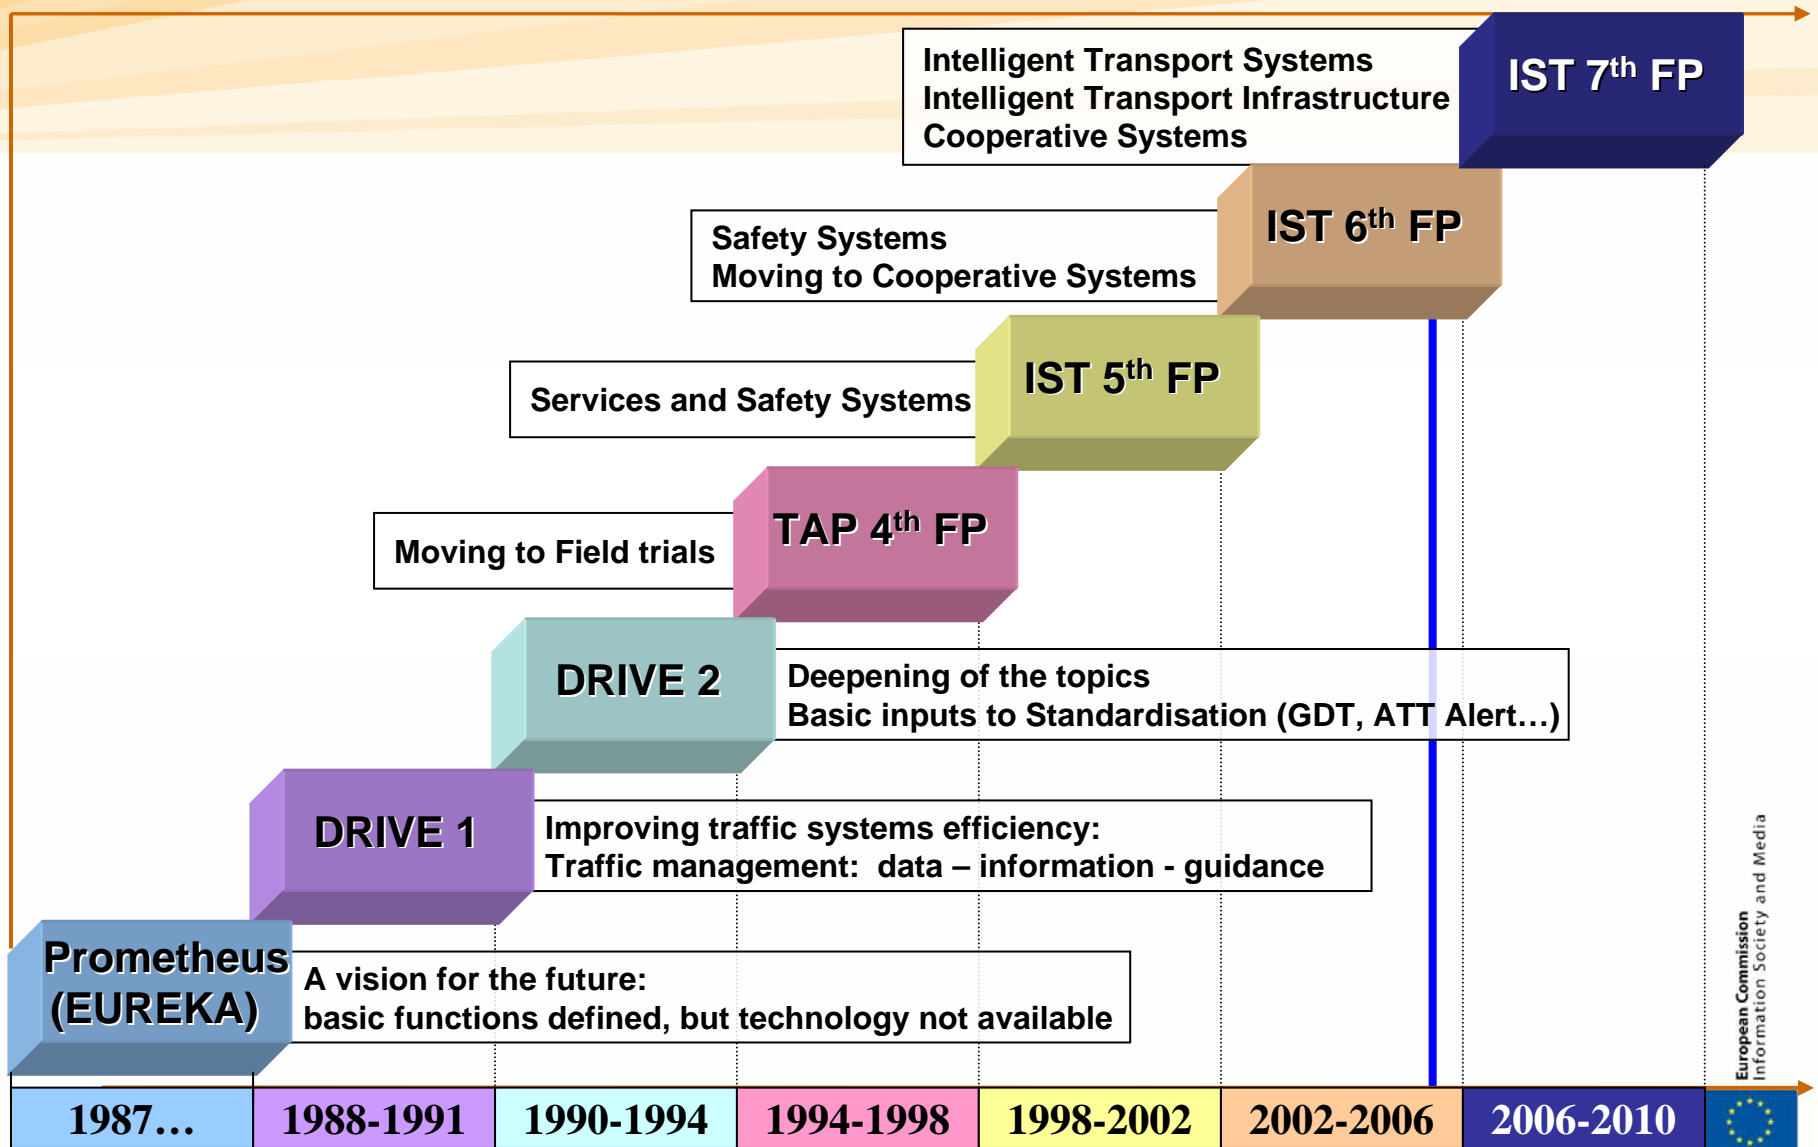 Intelligent Transport Systems
Intelligent Transport Infrastructure
Cooperative Systems
IST 7th FP
Safety Systems
Moving to Cooperative Systems
IST 6th FP
Services and Safety Systems
IST 5th FP
Moving to Field trials
TAP 4th FP
DRIVE 2
Deepening of the topics
Basic inputs to Standardisation (GDT, ATT Alert…)
DRIVE 1
Improving traffic systems efficiency:
Traffic management:  data – information - guidance
Prometheus
(EUREKA)
A vision for the future:
basic functions defined, but technology not available
European Commission
Information Society and Media
1987…
1988-1991
1990-1994
1994-1998
1998-2002
2002-2006
2006-2010